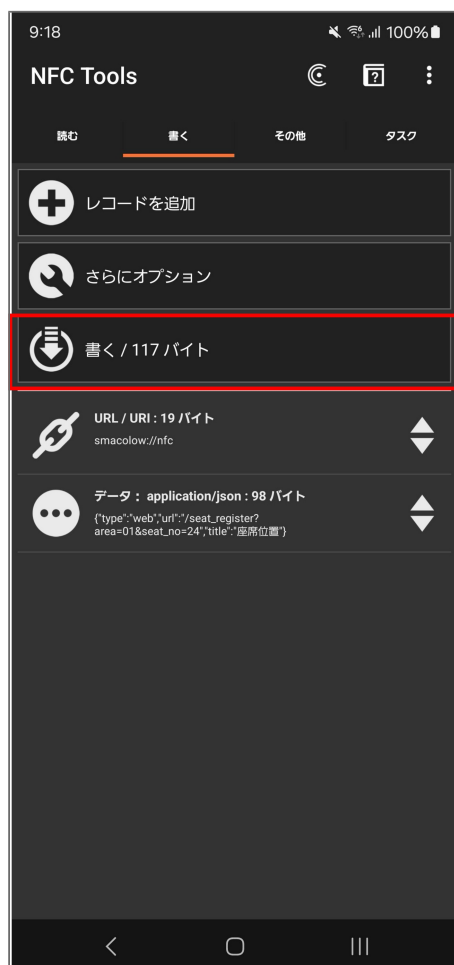 9:18 100%
NFC Tools
読む 書く その他 タスク
レコードを追加
さらにオプション
書く / 117 バイト
URL / URI : 19 バイト
smacolow://nfc
データ : application/json : 98 バイト
{"type":"web","url":"/seat_register?
area=01&seat_no=24","title":"座席位置"}